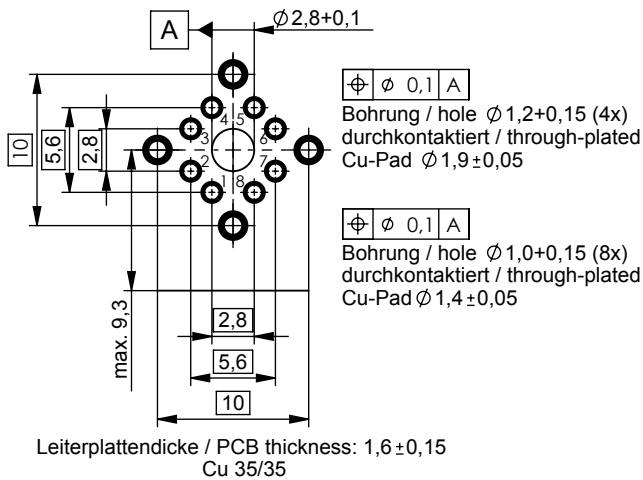 A
Ø2,8+0,1
⌖ Ø 0,1 A
Bohrung / hole Ø1,2+0,15 (4x)
durchkontaktiert / through-plated
Cu-Pad Ø1,9±0,05
⌖ Ø 0,1 A
Bohrung / hole Ø1,0+0,15 (8x)
durchkontaktiert / through-plated
Cu-Pad Ø1,4±0,05
10
5,6
2,8
4 5
3 6
2 7
1 8
max. 9,3
2,8
5,6
10
Leiterplattendicke / PCB thickness: 1,6±0,15
Cu 35/35